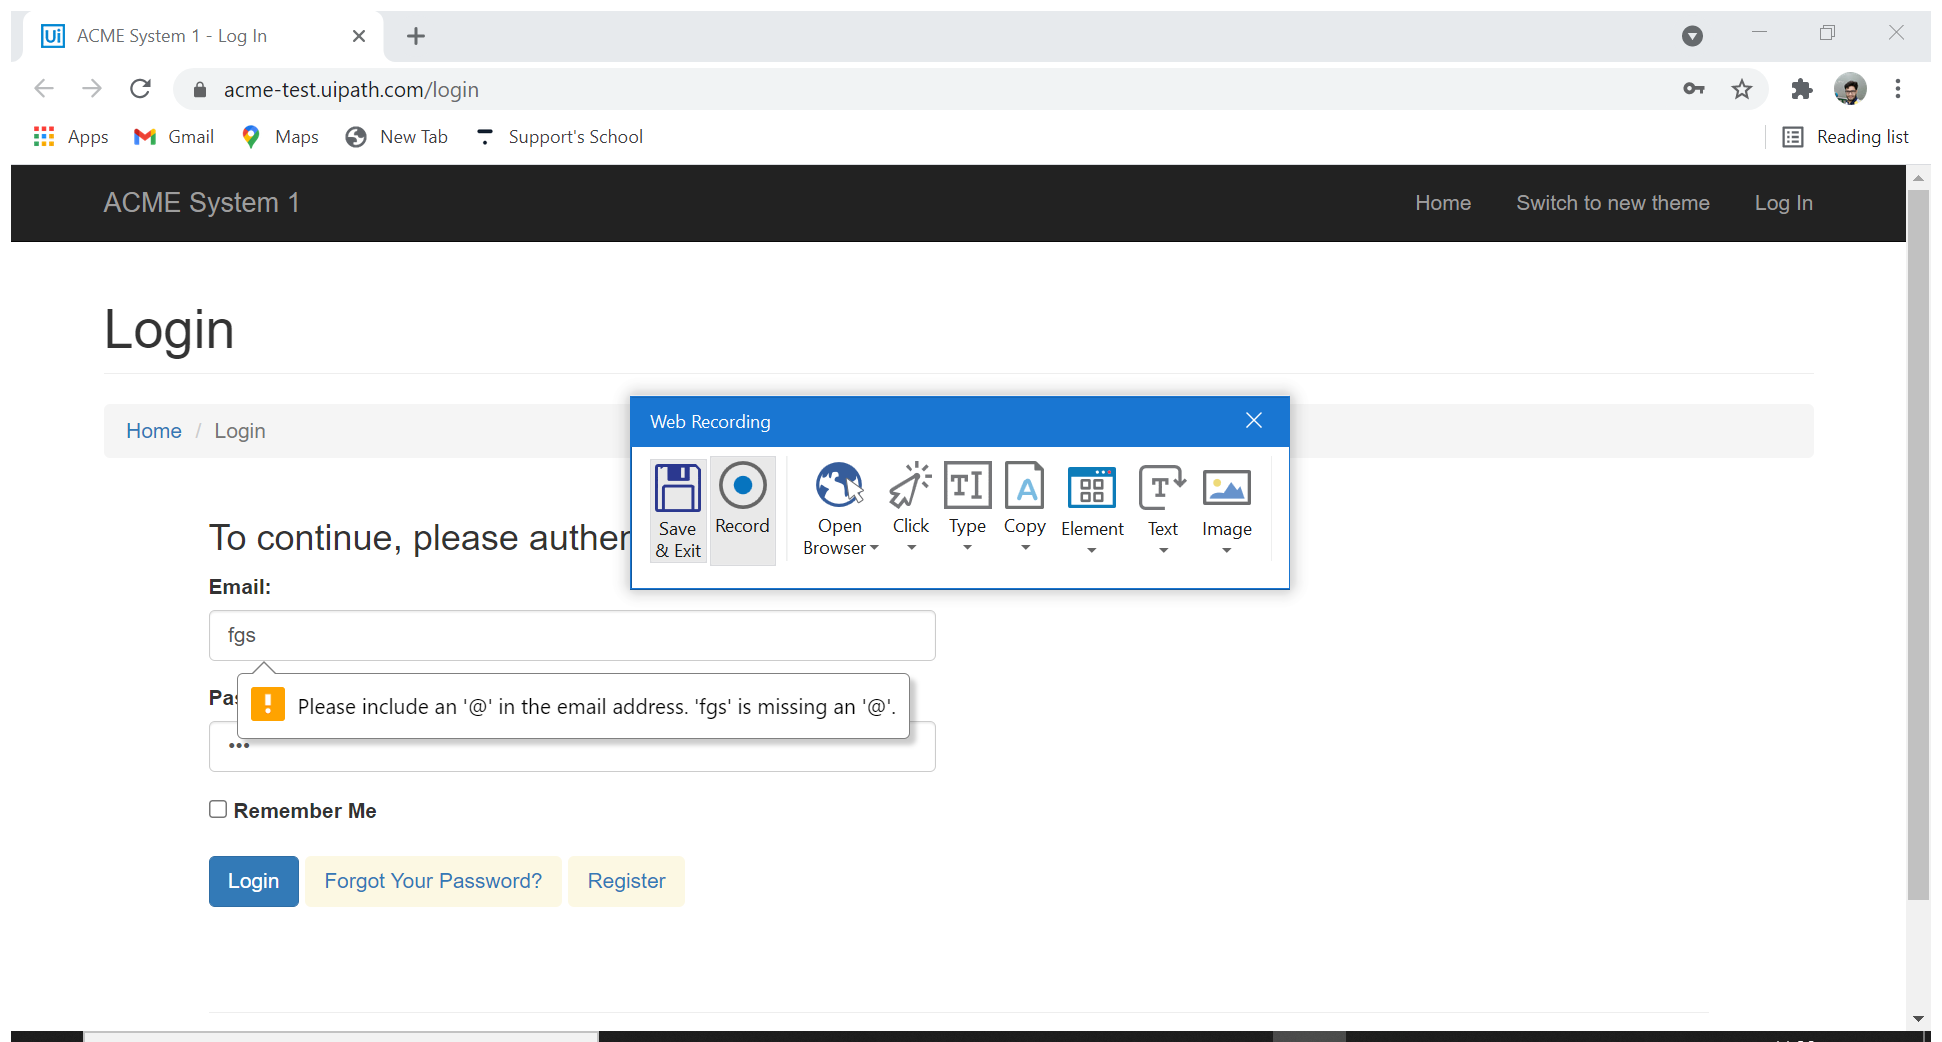 Ui ACME System 1 - Log In
acme-test.uipath.com/login
Apps Gmail Maps New Tab Support's School Reading list
ACME System 1 Home Switch to new theme Log In
Login
Home / Login
Web Recording
Save & Exit
Record
Open Browser
Click
Type
Copy
Element
Text
Image
To continue, please auther
Email:
fgs
Please include an '@' in the email address. 'fgs' is missing an '@'.
Remember Me
Login Forgot Your Password? Register